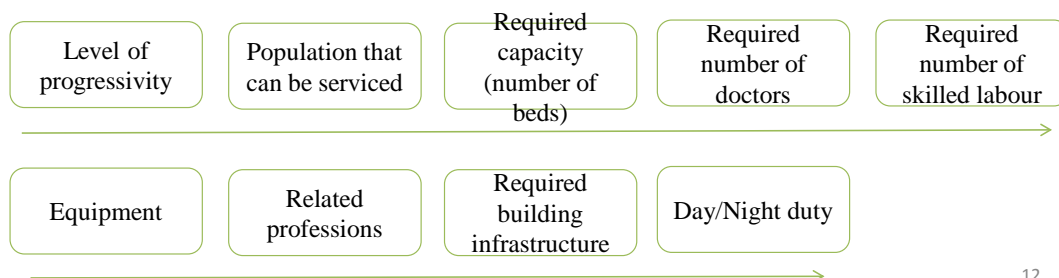 Level of
progressivity
Population that
can be serviced
Required
capacity
(number of
beds)
Required
number of
doctors
Required
number of
skilled labour
Equipment
Related
professions
Required
building
infrastructure
Day/Night duty
12